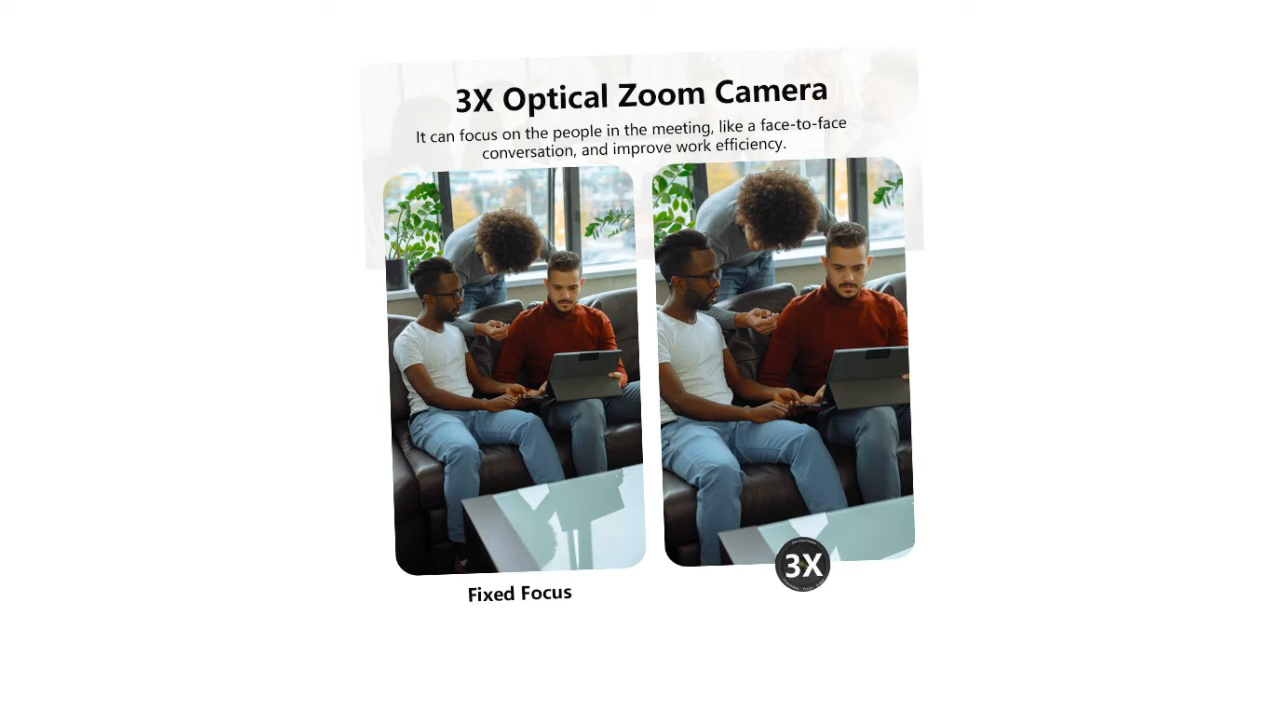 3X Optical Zoom Camera
It can focus on the people in the meeting, like a face-to-face
conversation, and improve work efficiency.
3X
Fixed Focus